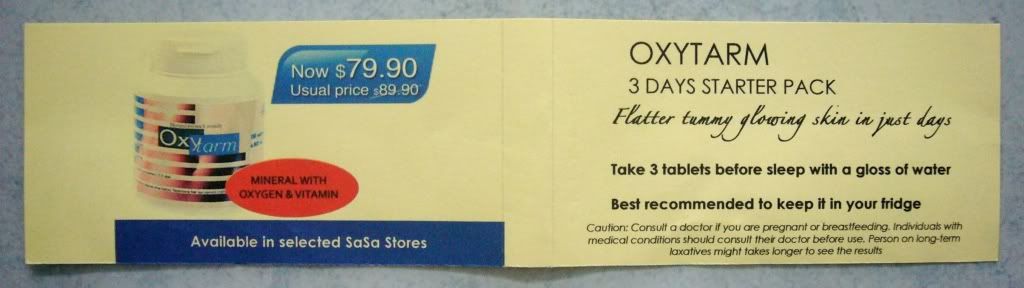 Now $79.90
Usual price $89.90
Oxytarm
MINERAL WITH
OXYGEN & VITAMIN
Available in selected SaSa Stores
OXYTARM
3 DAYS STARTER PACK
Flatter tummy glowing skin in just days
Take 3 tablets before sleep with a gloss of water
Best recommended to keep it in your fridge
Caution: Consult a doctor if you are pregnant or breastfeeding. Individuals with
medical conditions should consult their doctor before use. Person on long-term
laxatives might takes longer to see the results